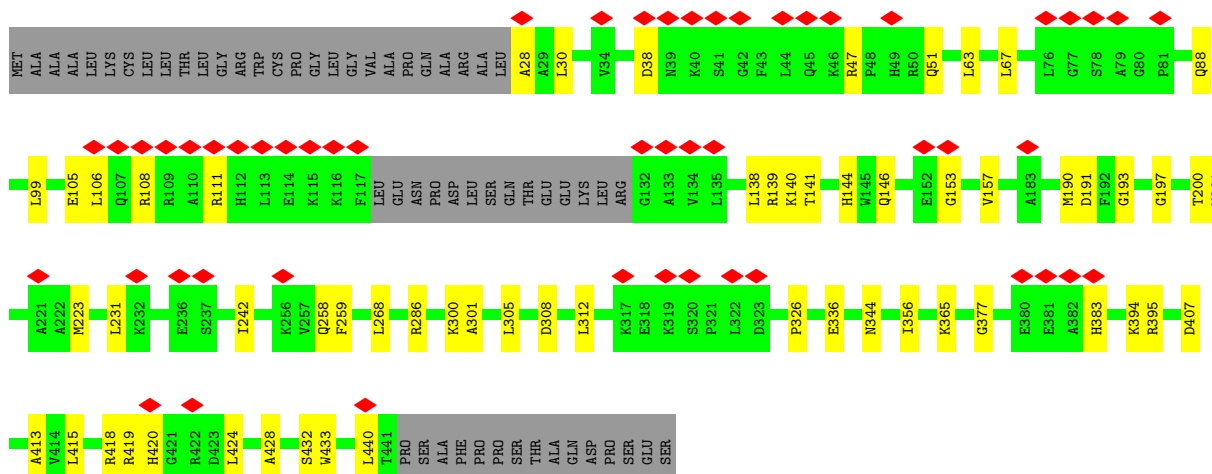 MET ALA ALA ALA LEU LYS CYS LEU LEU THR LEU GLY ARG TRP CYS PRO GLY LEU GLY VAL ALA PRO GLN ALA ARG ALA LEU A28 A29 L30 V34 D38 N39 K40 S41 G42 F43 L44 Q45 K46 R47 P48 H49 R50 Q51 L63 L67 L76 G77 S78 A79 G80 P81 Q88
L99 E105 L106 Q107 R108 R109 A110 R111 H112 L113 E114 K115 K116 F117 LEU GLU ASN PRO ASP LEU SER GLN THR GLU GLU LYS LEU ARG G132 A133 V134 L135 L138 R139 K140 T141 H144 W145 Q146 E152 G153 V157 A183 M190 D191 F192 G193 G197 T200
A221 A222 M223 L231 K232 E236 S237 I242 K256 V257 Q258 F259 L268 R286 K300 A301 L305 D308 L312 K317 E318 K319 S320 P321 L322 D323 P326 E336 N344 I356 K365 G377 E380 E381 A382 H383 K394 R395 D407
A413 V414 L415 R418 R419 H420 G421 R422 D423 L424 A428 S432 W433 L440 T441 PRO SER ALA PHE PRO PRO SER THR ALA GLN ASP PRO SER GLU SER